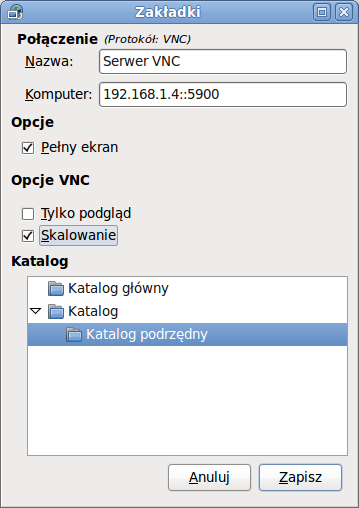 Zakładki
Połączenie (Protokół: VNC)
Nazwa: Serwer VNC
Komputer: 192.168.1.4::5900
Opcje
Pełny ekran
Opcje VNC
Tylko podgląd
Skalowanie
Katalog
Katalog główny
Katalog
Katalog podrzędny
Anuluj Zapisz